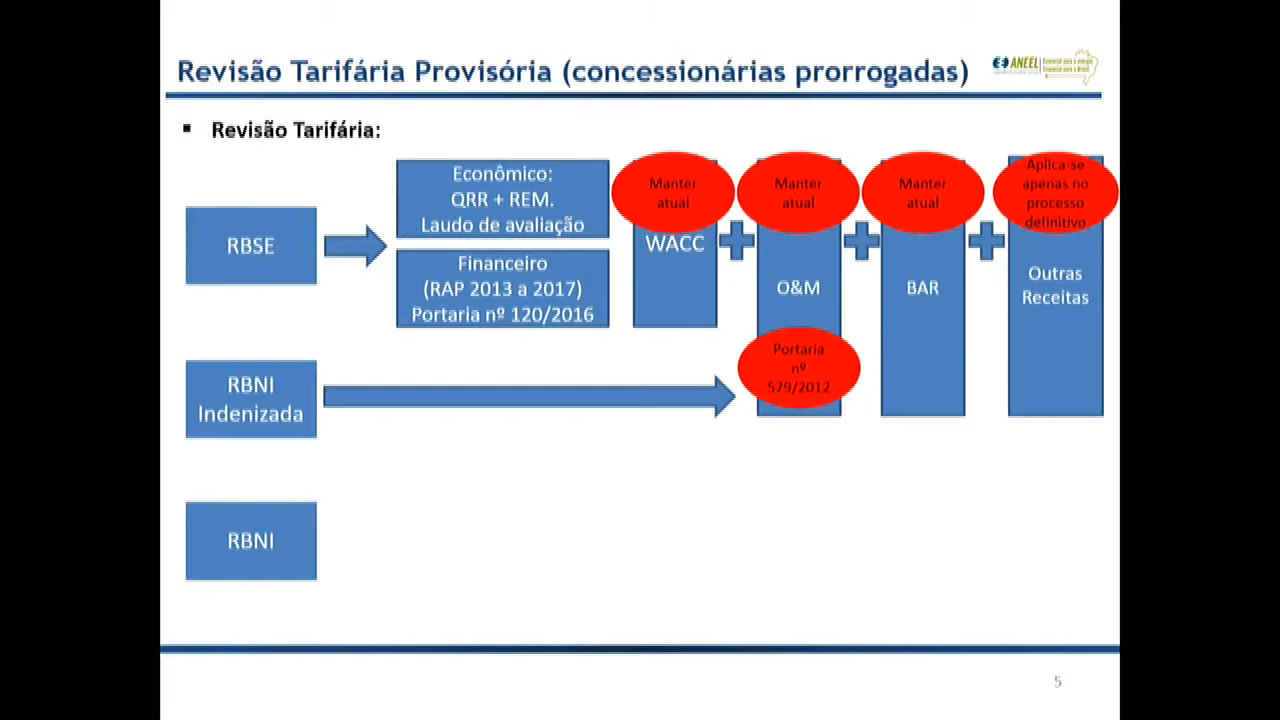 Revisão Tarifária Provisória (concessionárias prorrogadas)
ANEEL
Revisão Tarifária:
RBSE
Econômico:
QRR + REM.
Laudo de avaliação
Financeiro
(RAP 2013 a 2017)
Portaria nº 120/2016
Manter
atual
WACC
Manter
atual
O&M
Manter
atual
BAR
Aplica-se
apenas no
processo
definitivo
Outras
Receitas
RBNI
Indenizada
Portaria
nº
579/2012
RBNI
5